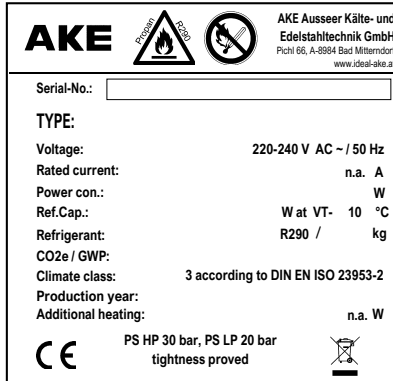 AKE
Propan R290
AKE Ausseer Kälte- und
Edelstahltechnik GmbH
Pichl 66, A-8984 Bad Mitterndorf
www.ideal-ake.at
Serial-No.:
TYPE:
Voltage: 220-240 V AC ~ / 50 Hz
Rated current: n.a. A
Power con.: W
Ref.Cap.: W at VT- 10 °C
Refrigerant: R290 / kg
CO2e / GWP:
Climate class: 3 according to DIN EN ISO 23953-2
Production year:
Additional heating: n.a. W
CE PS HP 30 bar, PS LP 20 bar
tightness proved